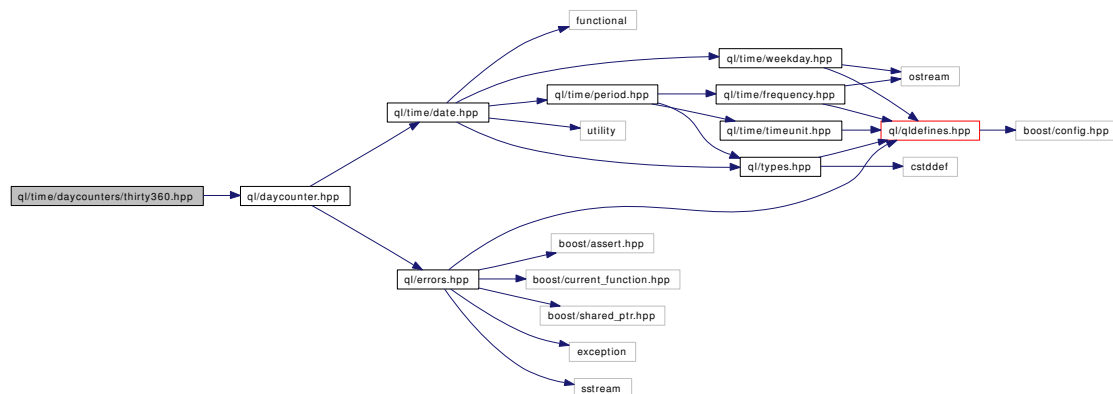 functional
ql/time/weekday.hpp
ostream
ql/time/period.hpp
ql/time/frequency.hpp
ql/time/date.hpp
utility
ql/time/timeunit.hpp
ql/qldefines.hpp
boost/config.hpp
ql/types.hpp
cstddef
ql/time/daycounters/thirty360.hpp
ql/daycounter.hpp
boost/assert.hpp
ql/errors.hpp
boost/current_function.hpp
boost/shared_ptr.hpp
exception
sstream